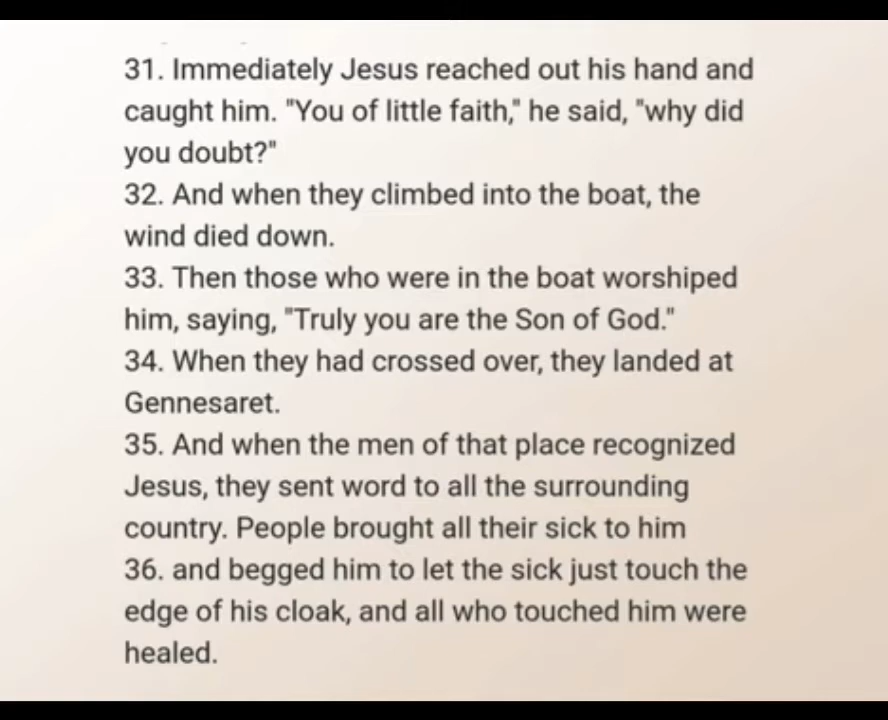 31. Immediately Jesus reached out his hand and
caught him. "You of little faith," he said, "why did
you doubt?"
32. And when they climbed into the boat, the
wind died down.
33. Then those who were in the boat worshiped
him, saying, "Truly you are the Son of God."
34. When they had crossed over, they landed at
Gennesaret.
35. And when the men of that place recognized
Jesus, they sent word to all the surrounding
country. People brought all their sick to him
36. and begged him to let the sick just touch the
edge of his cloak, and all who touched him were
healed.